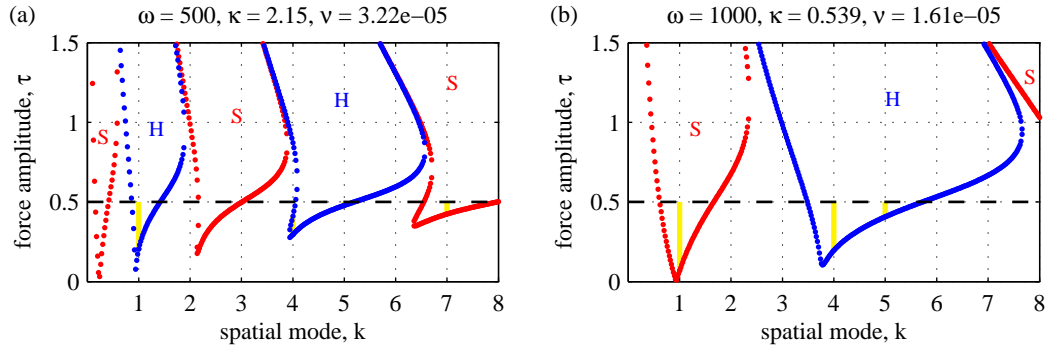 (a) ω = 500, κ = 2.15, ν = 3.22e−05
force amplitude, τ
1.5
1
0.5
0
S
H
S
H
S
1 2 3 4 5 6 7 8
spatial mode, k
(b) ω = 1000, κ = 0.539, ν = 1.61e−05
force amplitude, τ
1.5
1
0.5
0
S
H
S
1 2 3 4 5 6 7 8
spatial mode, k